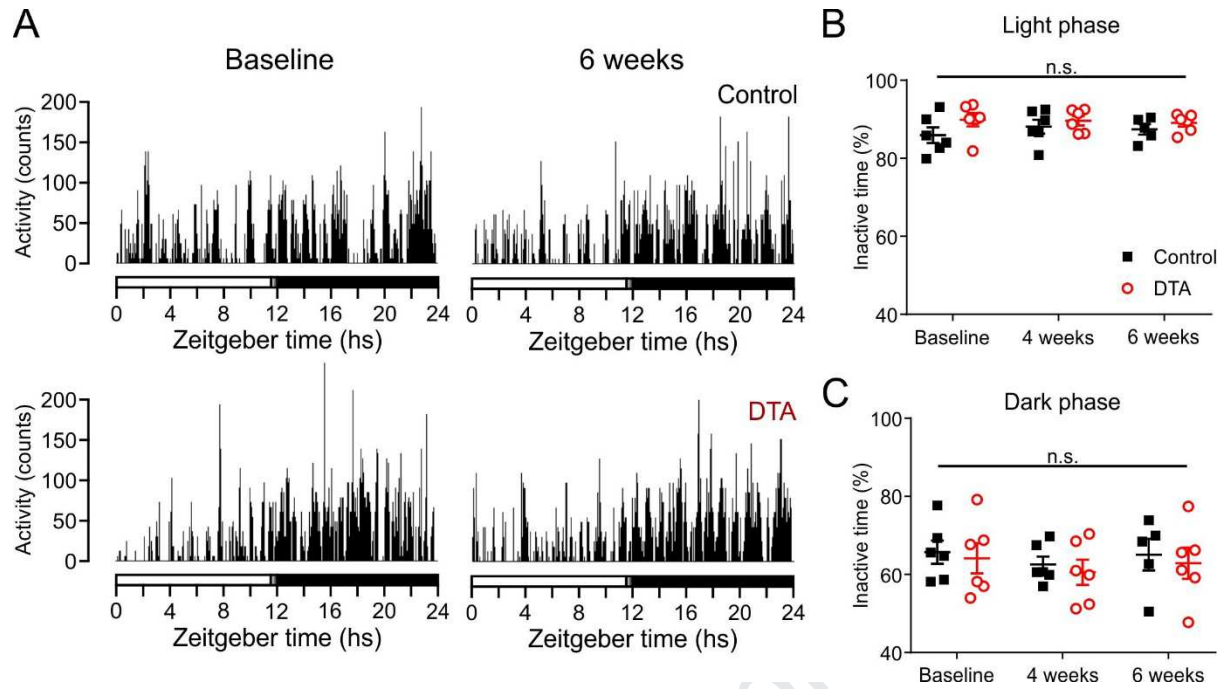 A
Baseline
6 weeks
Control
Activity (counts)
200
150
100
50
0
0 4 8 12 16 20 24
Zeitgeber time (hs)
0 4 8 12 16 20 24
Zeitgeber time (hs)
DTA
Activity (counts)
200
150
100
50
0
0 4 8 12 16 20 24
Zeitgeber time (hs)
0 4 8 12 16 20 24
Zeitgeber time (hs)
B
Light phase
n.s.
Inactive time (%)
100
80
60
40
Control
DTA
Baseline 4 weeks 6 weeks
C
Dark phase
n.s.
Inactive time (%)
100
80
60
40
Baseline 4 weeks 6 weeks